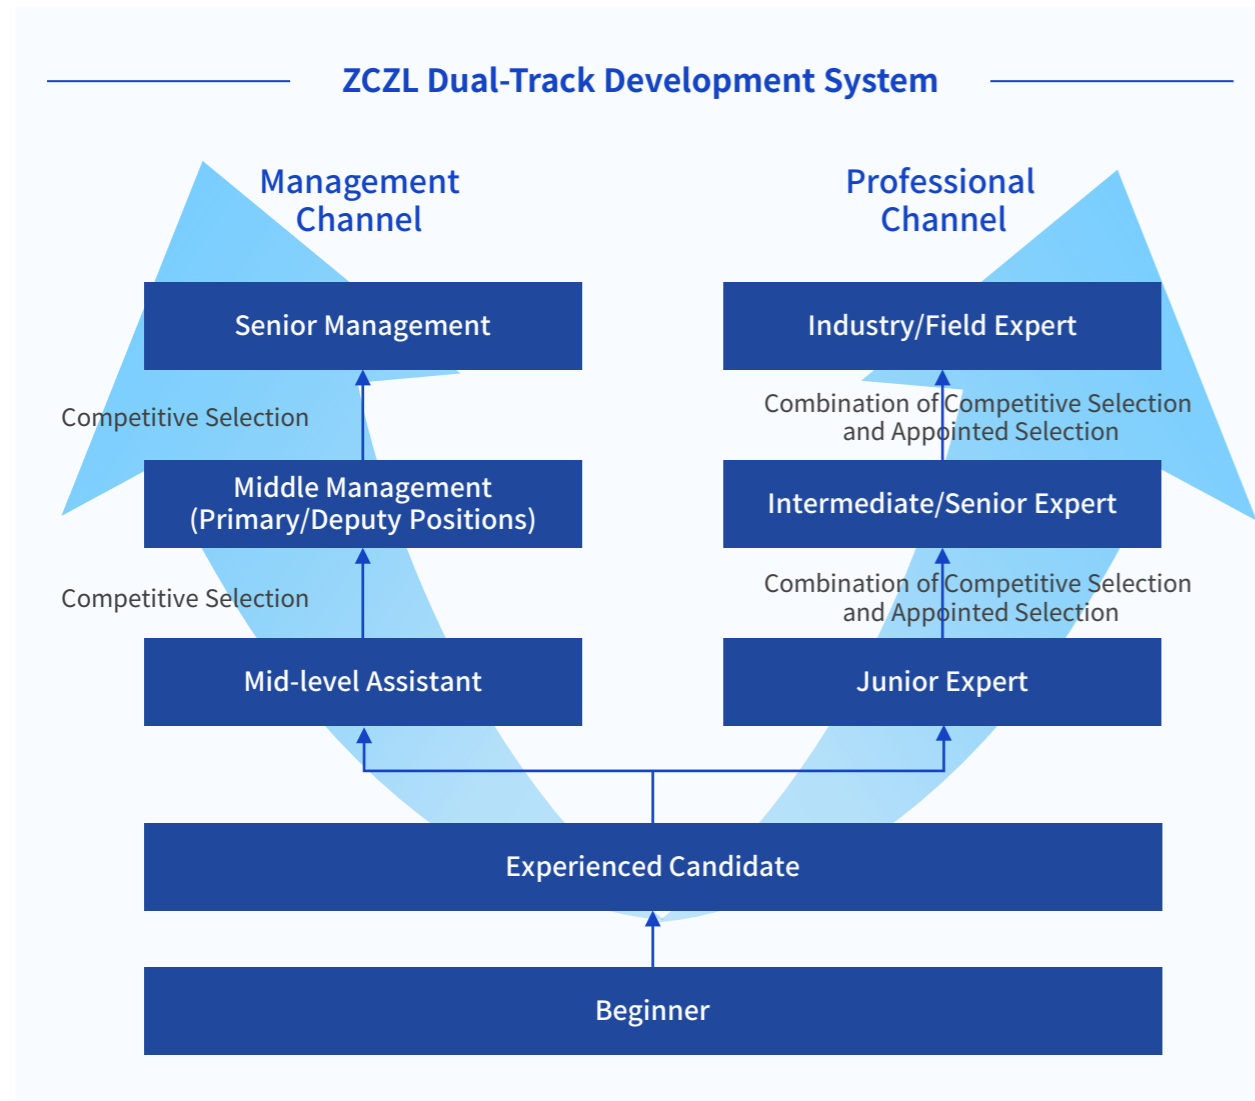 ZCZL Dual-Track Development System
Management
Channel
Professional
Channel
Senior Management
Industry/Field Expert
Competitive Selection
Combination of Competitive Selection
and Appointed Selection
Middle Management
(Primary/Deputy Positions)
Intermediate/Senior Expert
Competitive Selection
Combination of Competitive Selection
and Appointed Selection
Mid-level Assistant
Junior Expert
Experienced Candidate
Beginner